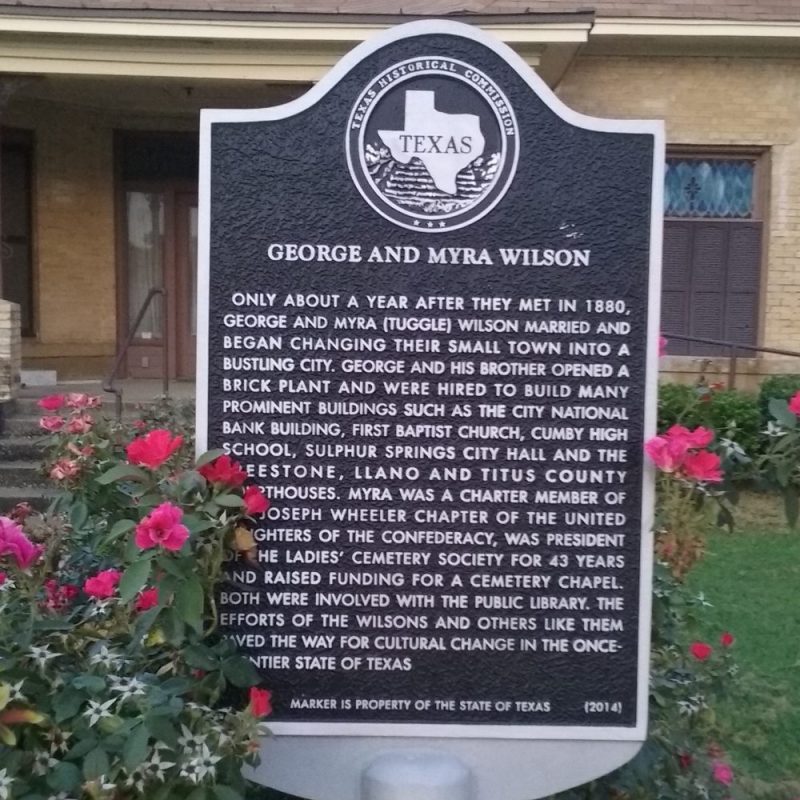 TEXAS HISTORICAL COMMISSION
TEXAS
GEORGE AND MYRA WILSON
ONLY ABOUT A YEAR AFTER THEY MET IN 1880,
GEORGE AND MYRA (TUGGLE) WILSON MARRIED AND
BEGAN CHANGING THEIR SMALL TOWN INTO A
BUSTLING CITY. GEORGE AND HIS BROTHER OPENED A
BRICK PLANT AND WERE HIRED TO BUILD MANY
PROMINENT BUILDINGS SUCH AS THE CITY NATIONAL
BANK BUILDING, FIRST BAPTIST CHURCH, CUMBY HIGH
SCHOOL, SULPHUR SPRINGS CITY HALL AND THE
LLANO AND TITUS COUNTY
MYRA WAS A CHARTER MEMBER OF
JOSEPH WHEELER CHAPTER OF THE UNITED
OF THE CONFEDERACY, WAS PRESIDENT
THE LADIES' CEMETERY SOCIETY FOR 43 YEARS
AND RAISED FUNDING FOR A CEMETERY CHAPEL.
BOTH WERE INVOLVED WITH THE PUBLIC LIBRARY. THE
EFFORTS OF THE WILSONS AND OTHERS LIKE THEM
THE WAY FOR CULTURAL CHANGE IN THE ONCE-
STATE OF TEXAS
MARKER IS PROPERTY OF THE STATE OF TEXAS (2014)